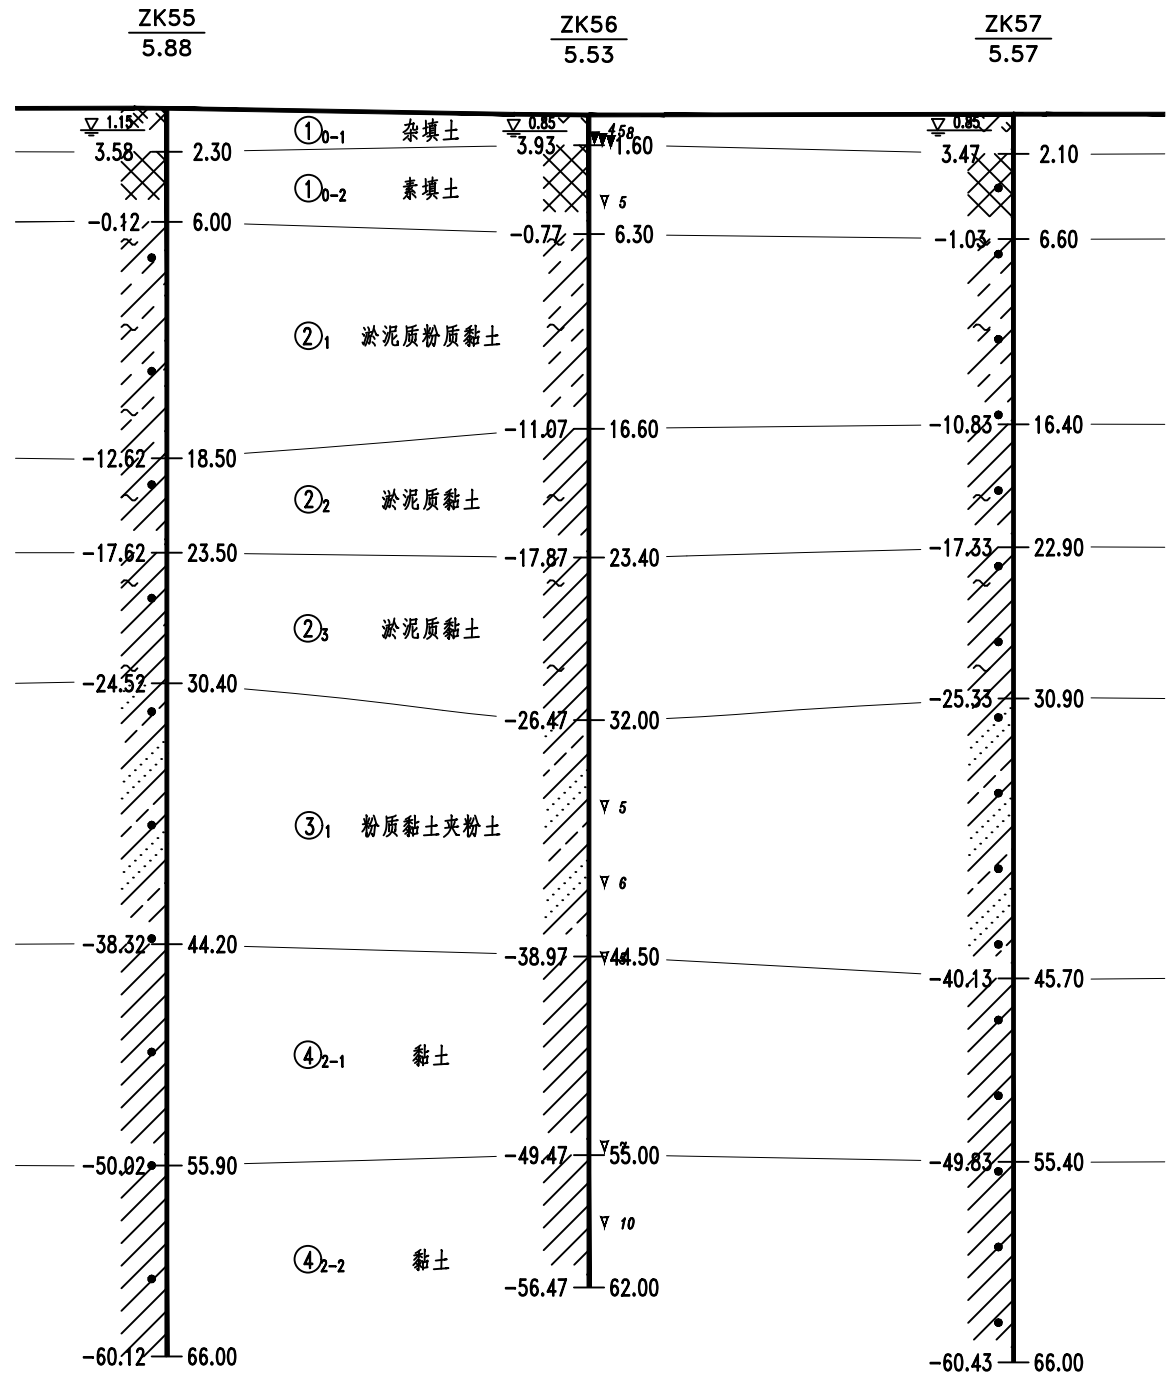 ZK55
5.88
ZK56
5.53
ZK57
5.57
1.15 ①0-1 杂填土 0.85 0.85
3.58 2.30 3.93 1.60 3.47 2.10
①0-2 素填土 5
-0.12 6.00 -0.77 6.30 -1.03 6.60
②1 淤泥质粉质黏土
-11.07 16.60 -10.83 16.40
-12.62 18.50
②2 淤泥质黏土
-17.62 23.50 -17.87 23.40 -17.33 22.90
②3 淤泥质黏土
-24.52 30.40 -26.47 32.00 -25.33 30.90
5
③1 粉质黏土夹粉土
6
-38.32 44.20 -38.97 44.50 -40.13 45.70
④2-1 黏土
-50.02 55.90 -49.47 55.00 -49.83 55.40
10
④2-2 黏土
-56.47 62.00
-60.12 66.00 -60.43 66.00